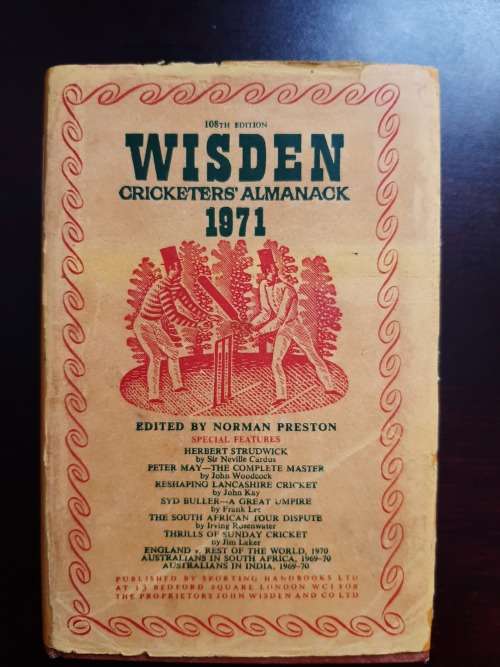 108TH EDITION
WISDEN
CRICKETERS' ALMANACK
1971
EDITED BY NORMAN PRESTON
SPECIAL FEATURES
HERBERT STRUDWICK
by Sir Neville Cardus
PETER MAY—THE COMPLETE MASTER
by John Woodcock
RESHAPING LANCASHIRE CRICKET
by John Kay
SYD BULLER—A GREAT UMPIRE
by Frank Lee
THE SOUTH AFRICAN TOUR DISPUTE
by Irving Rosenwater
THRILLS OF SUNDAY CRICKET
by Jim Laker
ENGLAND v. REST OF THE WORLD, 1970
AUSTRALIANS IN SOUTH AFRICA, 1969-70
AUSTRALIANS IN INDIA, 1969-70
PUBLISHED BY SPORTING HANDBOOKS LTD
AT 13 BEDFORD SQUARE LONDON WC1 FOR
THE PROPRIETORS JOHN WISDEN AND CO LTD